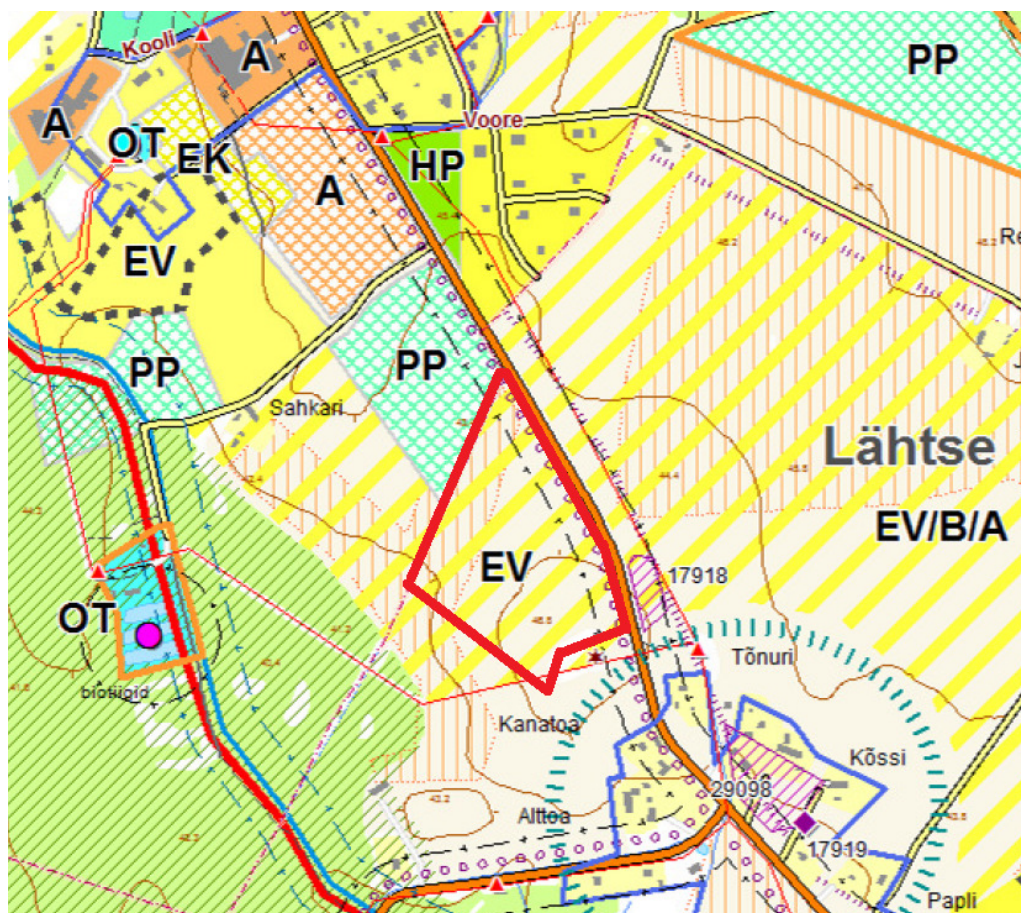 Kooli
A
PP
A
OT
EK
Voore
HP
A
EV
PP
PP
Sahkari
Lähtse
EV/B/A
EV
17918
OT
Tõnuri
biotiigid
Kanatoa
Kõssi
29098
Alttoa
17919
Papli